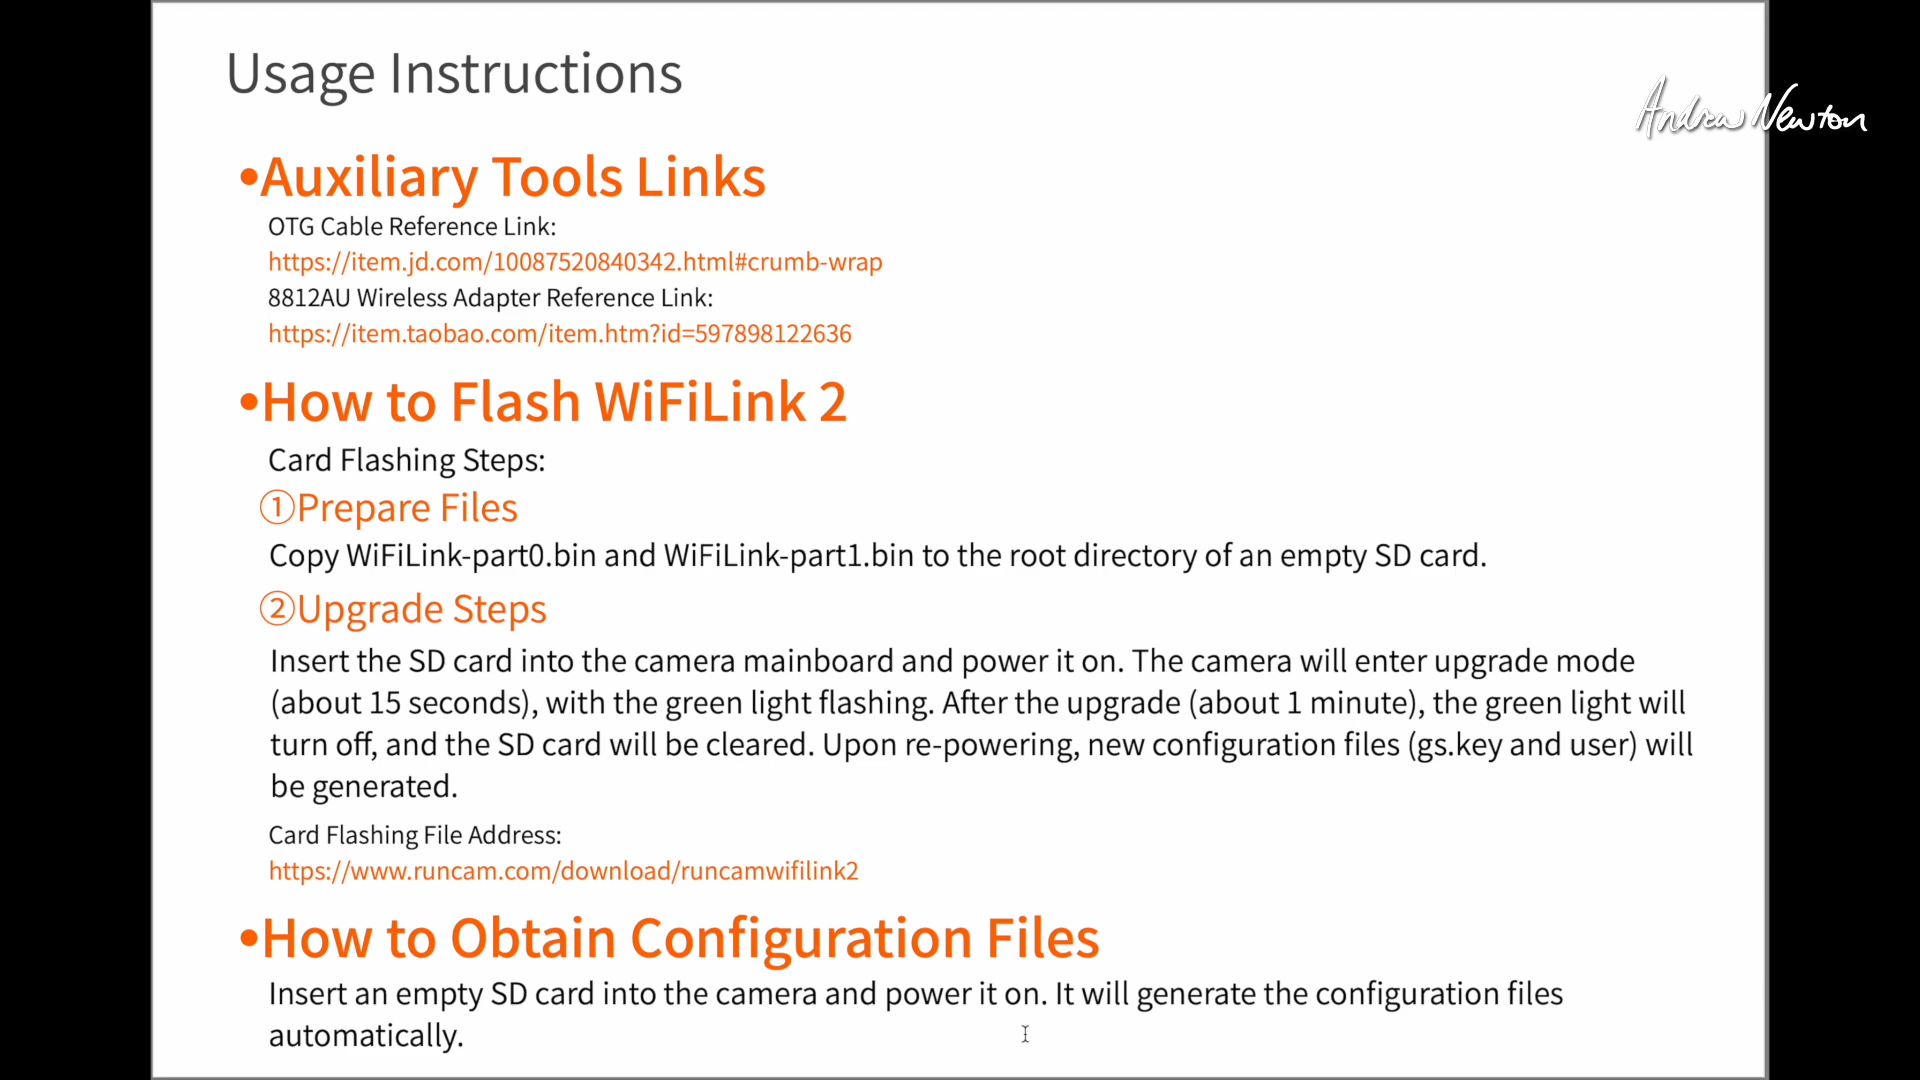 Usage Instructions
Andrew Newton
•Auxiliary Tools Links
OTG Cable Reference Link:
https://item.jd.com/10087520840342.html#crumb-wrap
8812AU Wireless Adapter Reference Link:
https://item.taobao.com/item.htm?id=597898122636
•How to Flash WiFiLink 2
Card Flashing Steps:
①Prepare Files
Copy WiFiLink-part0.bin and WiFiLink-part1.bin to the root directory of an empty SD card.
②Upgrade Steps
Insert the SD card into the camera mainboard and power it on. The camera will enter upgrade mode
(about 15 seconds), with the green light flashing. After the upgrade (about 1 minute), the green light will
turn off, and the SD card will be cleared. Upon re-powering, new configuration files (gs.key and user) will
be generated.
Card Flashing File Address:
https://www.runcam.com/download/runcamwifilink2
•How to Obtain Configuration Files
Insert an empty SD card into the camera and power it on. It will generate the configuration files
automatically.